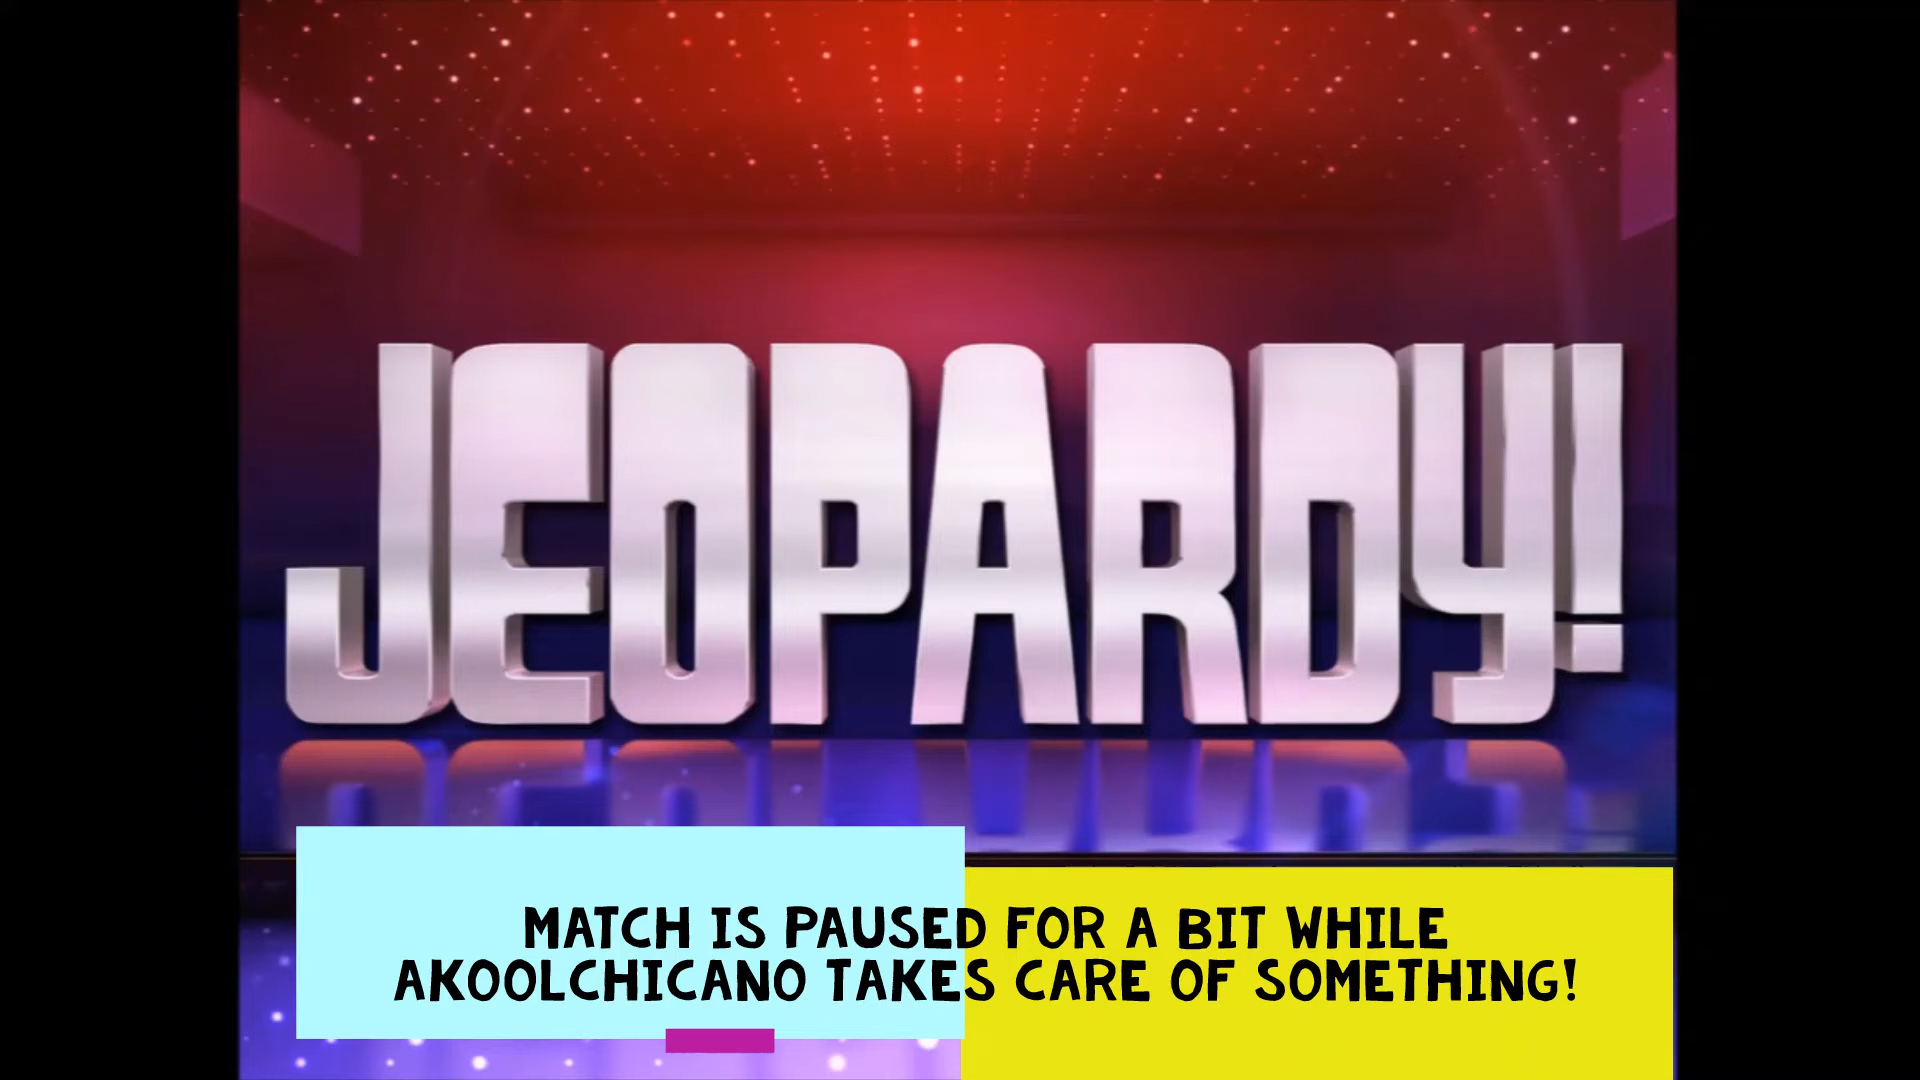 JEOPARDY!
MATCH IS PAUSED FOR A BIT WHILE
AKOOLCHICANO TAKES CARE OF SOMETHING!